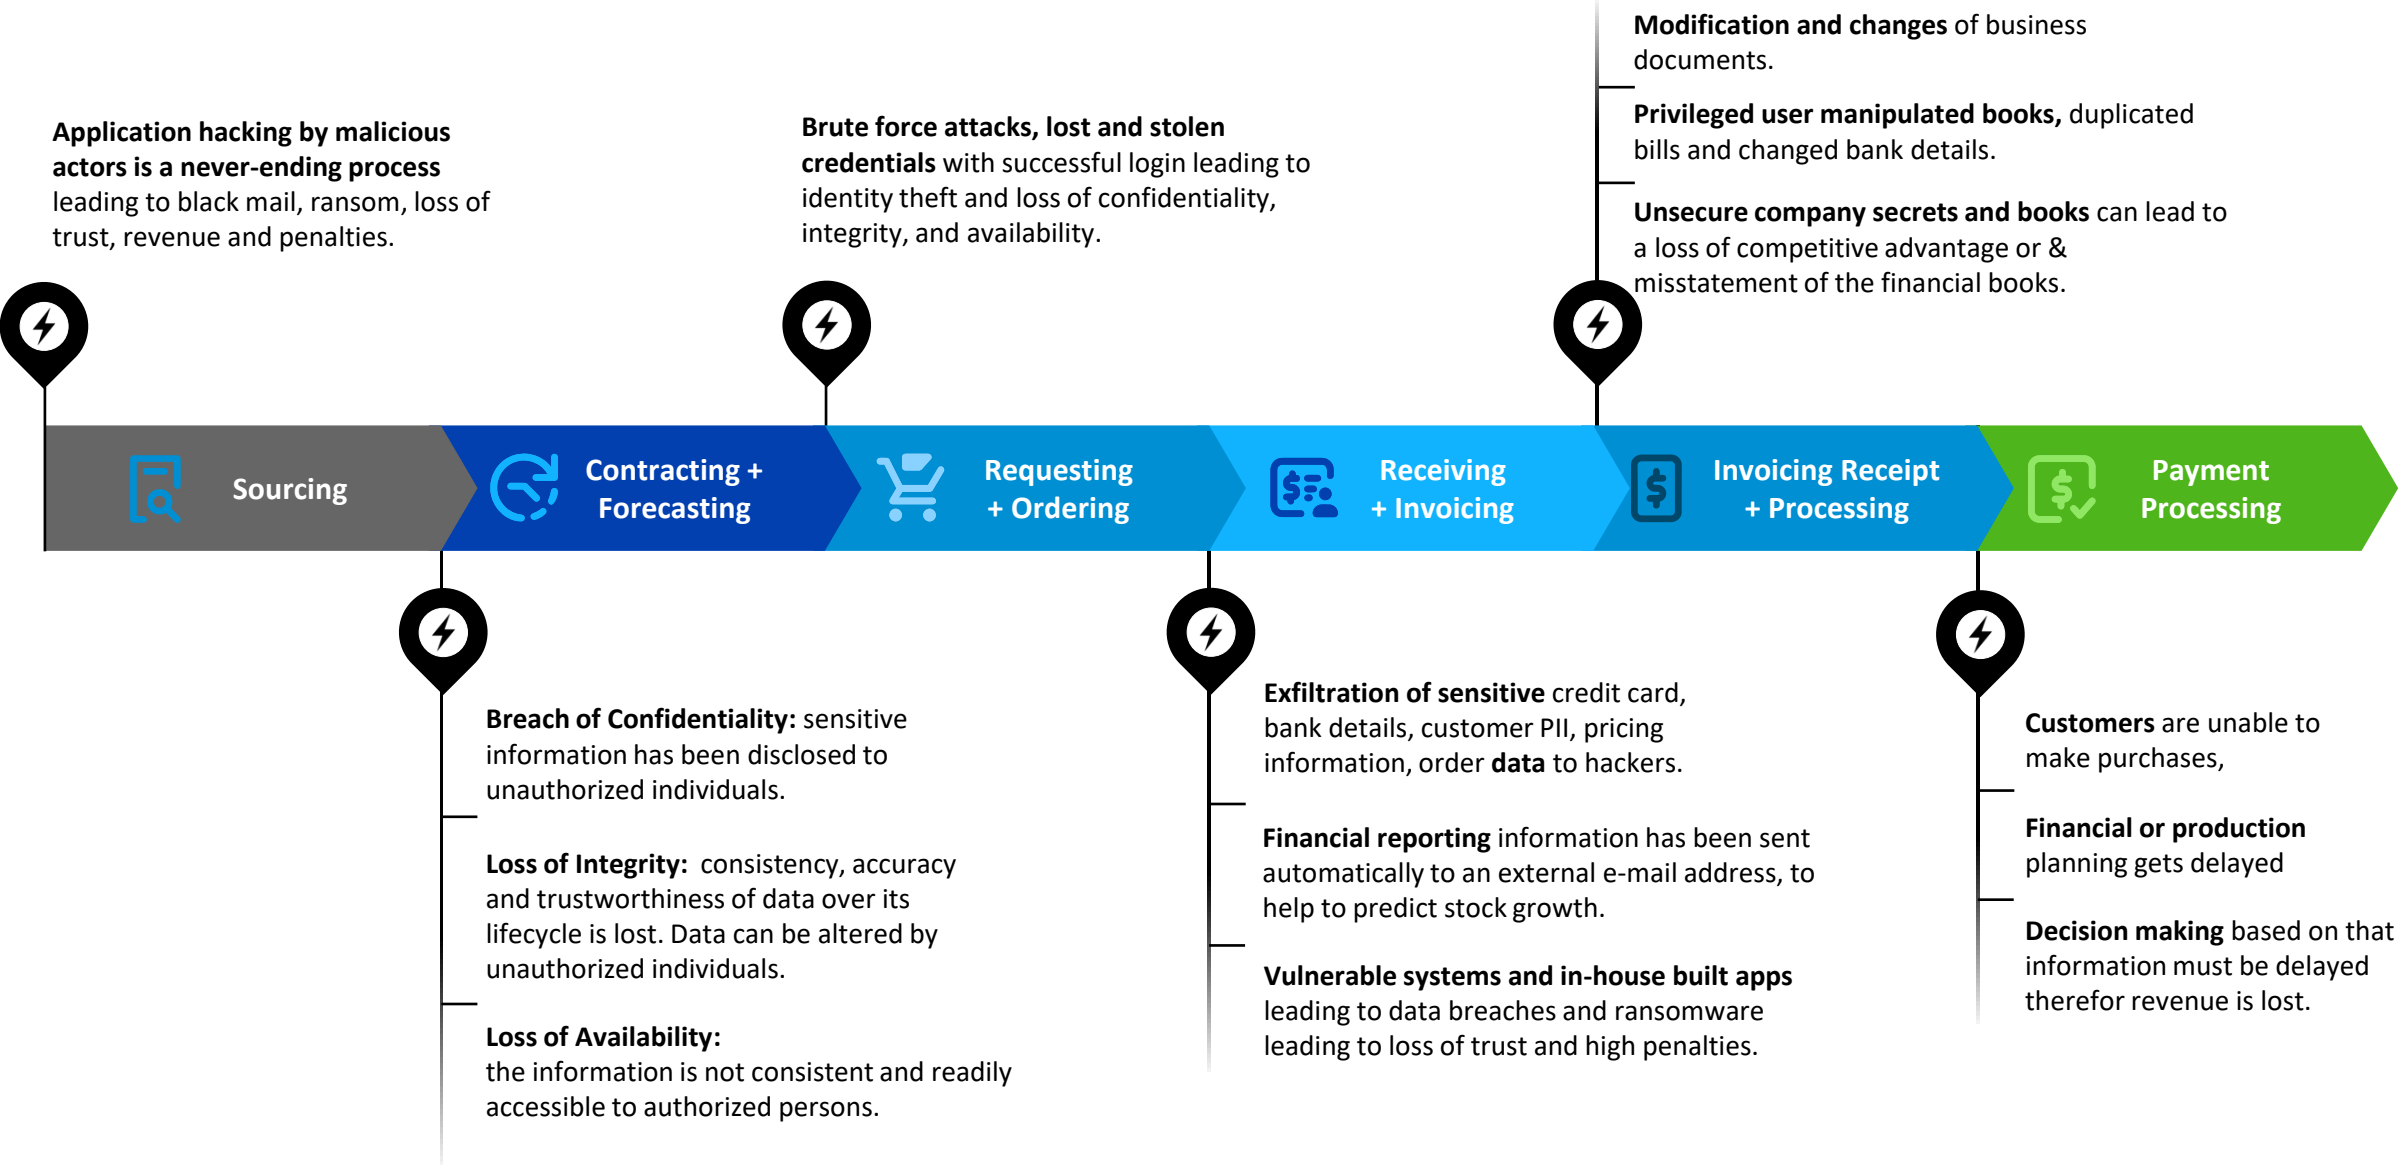 Application hacking by malicious
actors is a never-ending process
leading to black mail, ransom, loss of
trust, revenue and penalties.
Brute force attacks, lost and stolen
credentials with successful login leading to
identity theft and loss of confidentiality,
integrity, and availability.
Modification and changes of business
documents.
Privileged user manipulated books, duplicated
bills and changed bank details.
Unsecure company secrets and books can lead to
a loss of competitive advantage or &
misstatement of the financial books.
Sourcing
Contracting +
Forecasting
Requesting
+ Ordering
Receiving
+ Invoicing
Invoicing Receipt
+ Processing
Payment
Processing
Breach of Confidentiality: sensitive
information has been disclosed to
unauthorized individuals.
Loss of Integrity: consistency, accuracy
and trustworthiness of data over its
lifecycle is lost. Data can be altered by
unauthorized individuals.
Loss of Availability:
the information is not consistent and readily
accessible to authorized persons.
Exfiltration of sensitive credit card,
bank details, customer PII, pricing
information, order data to hackers.
Financial reporting information has been sent
automatically to an external e-mail address, to
help to predict stock growth.
Vulnerable systems and in-house built apps
leading to data breaches and ransomware
leading to loss of trust and high penalties.
Customers are unable to
make purchases,
Financial or production
planning gets delayed
Decision making based on that
information must be delayed
therefor revenue is lost.